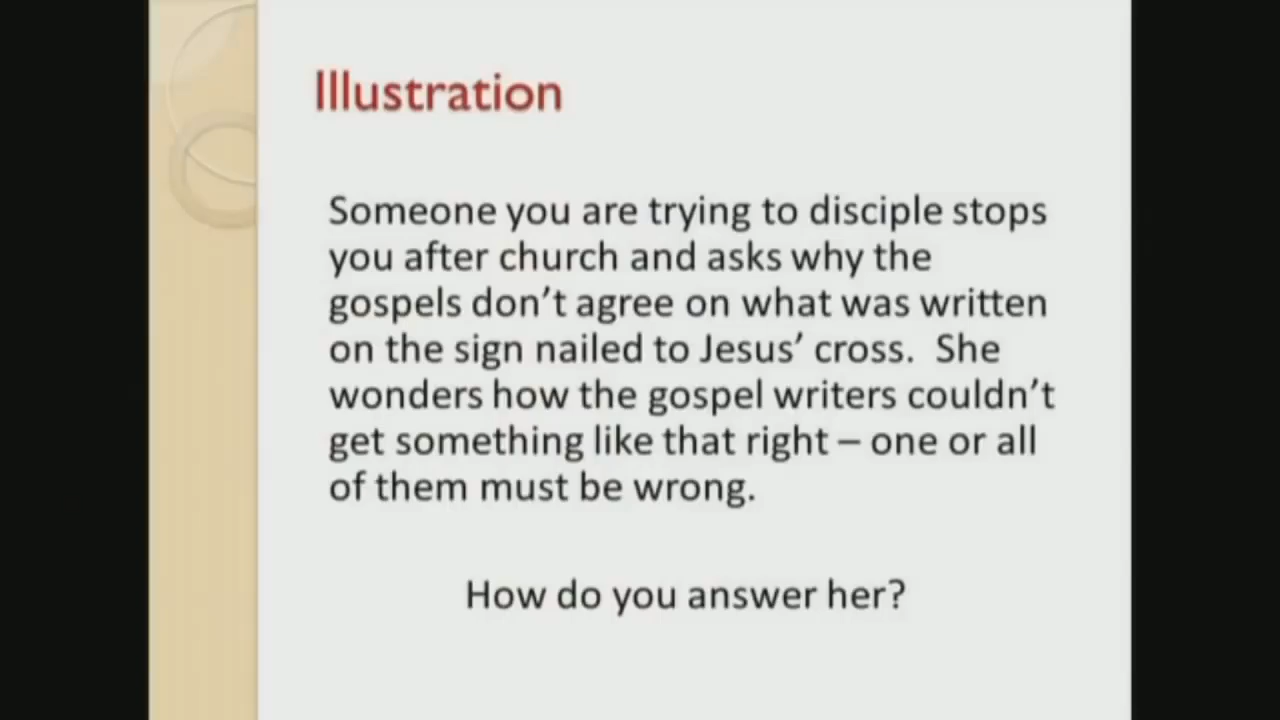 Illustration
Someone you are trying to disciple stops
you after church and asks why the
gospels don’t agree on what was written
on the sign nailed to Jesus’ cross.  She
wonders how the gospel writers couldn’t
get something like that right – one or all
of them must be wrong.
How do you answer her?